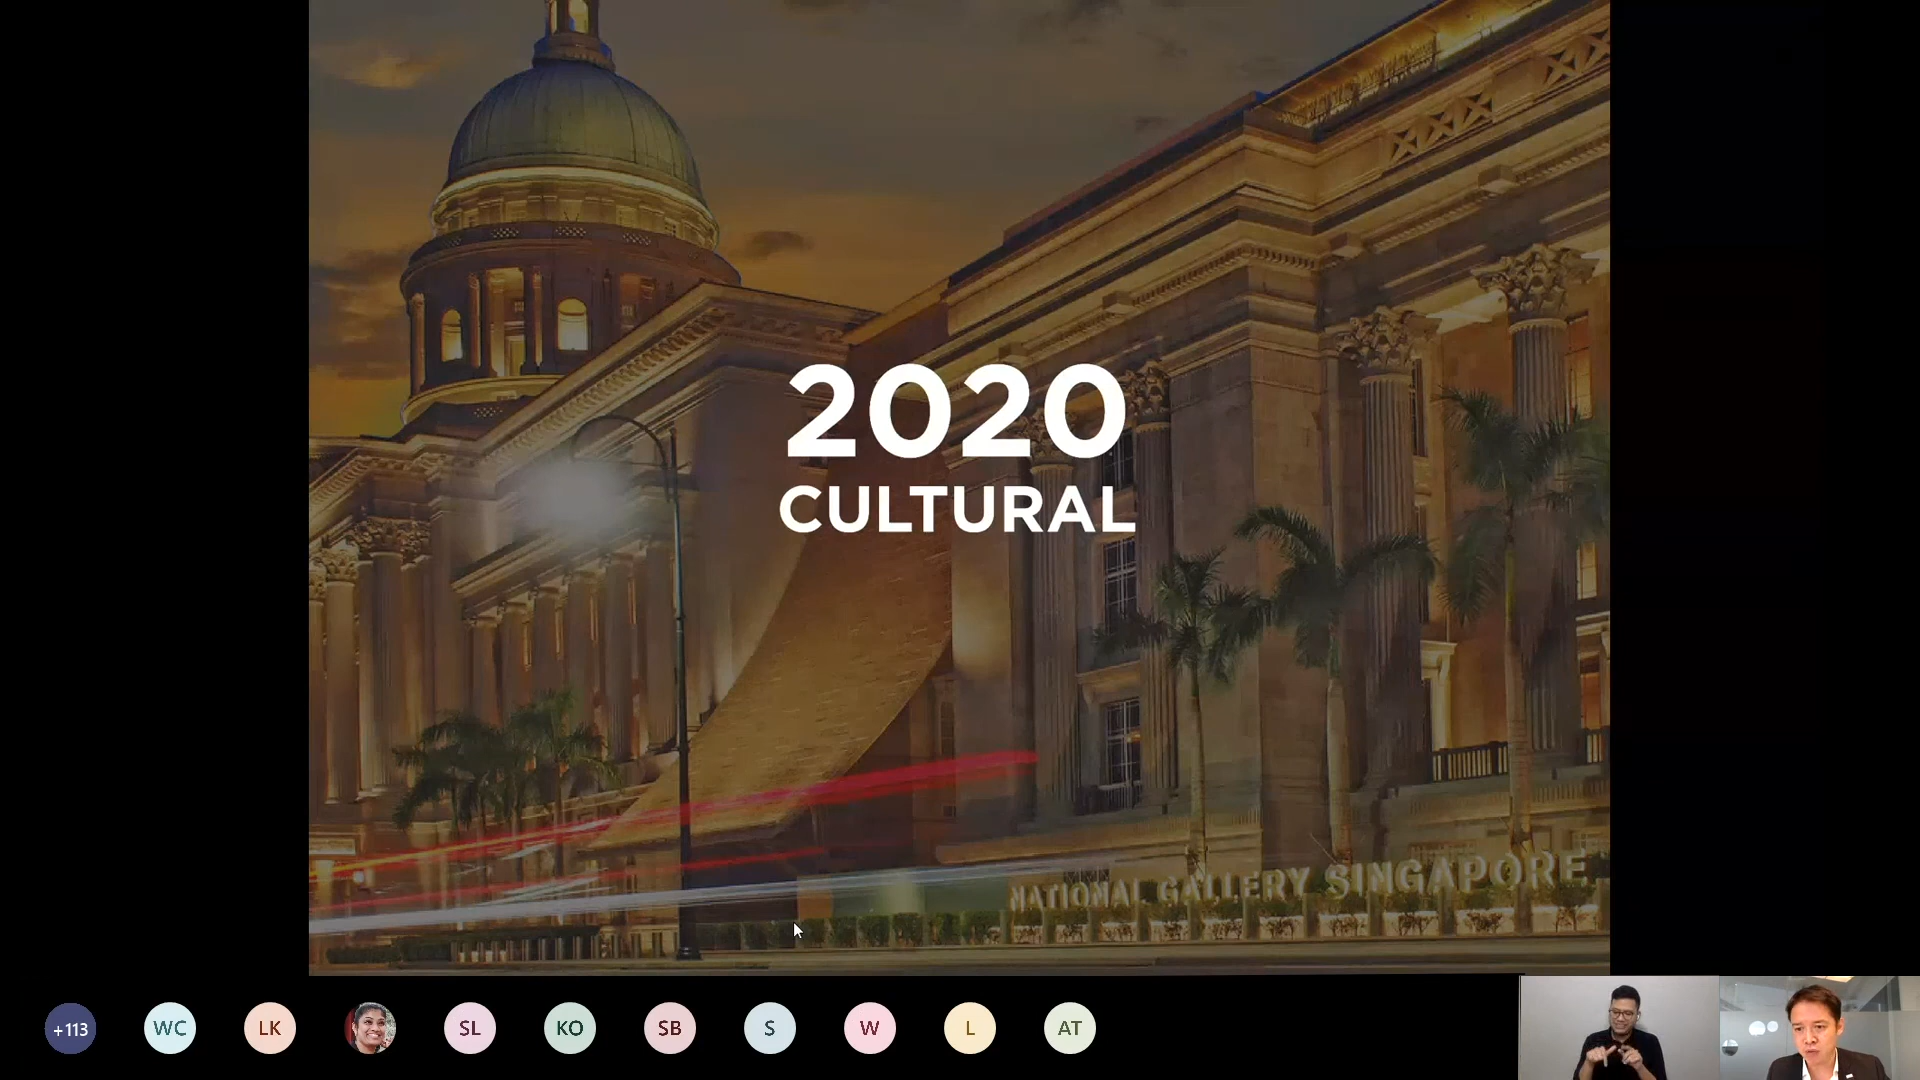 2020
CULTURAL
NATIONAL GALLERY SINGAPORE
+113
WC
LK
SL
KO
SB
S
W
L
AT